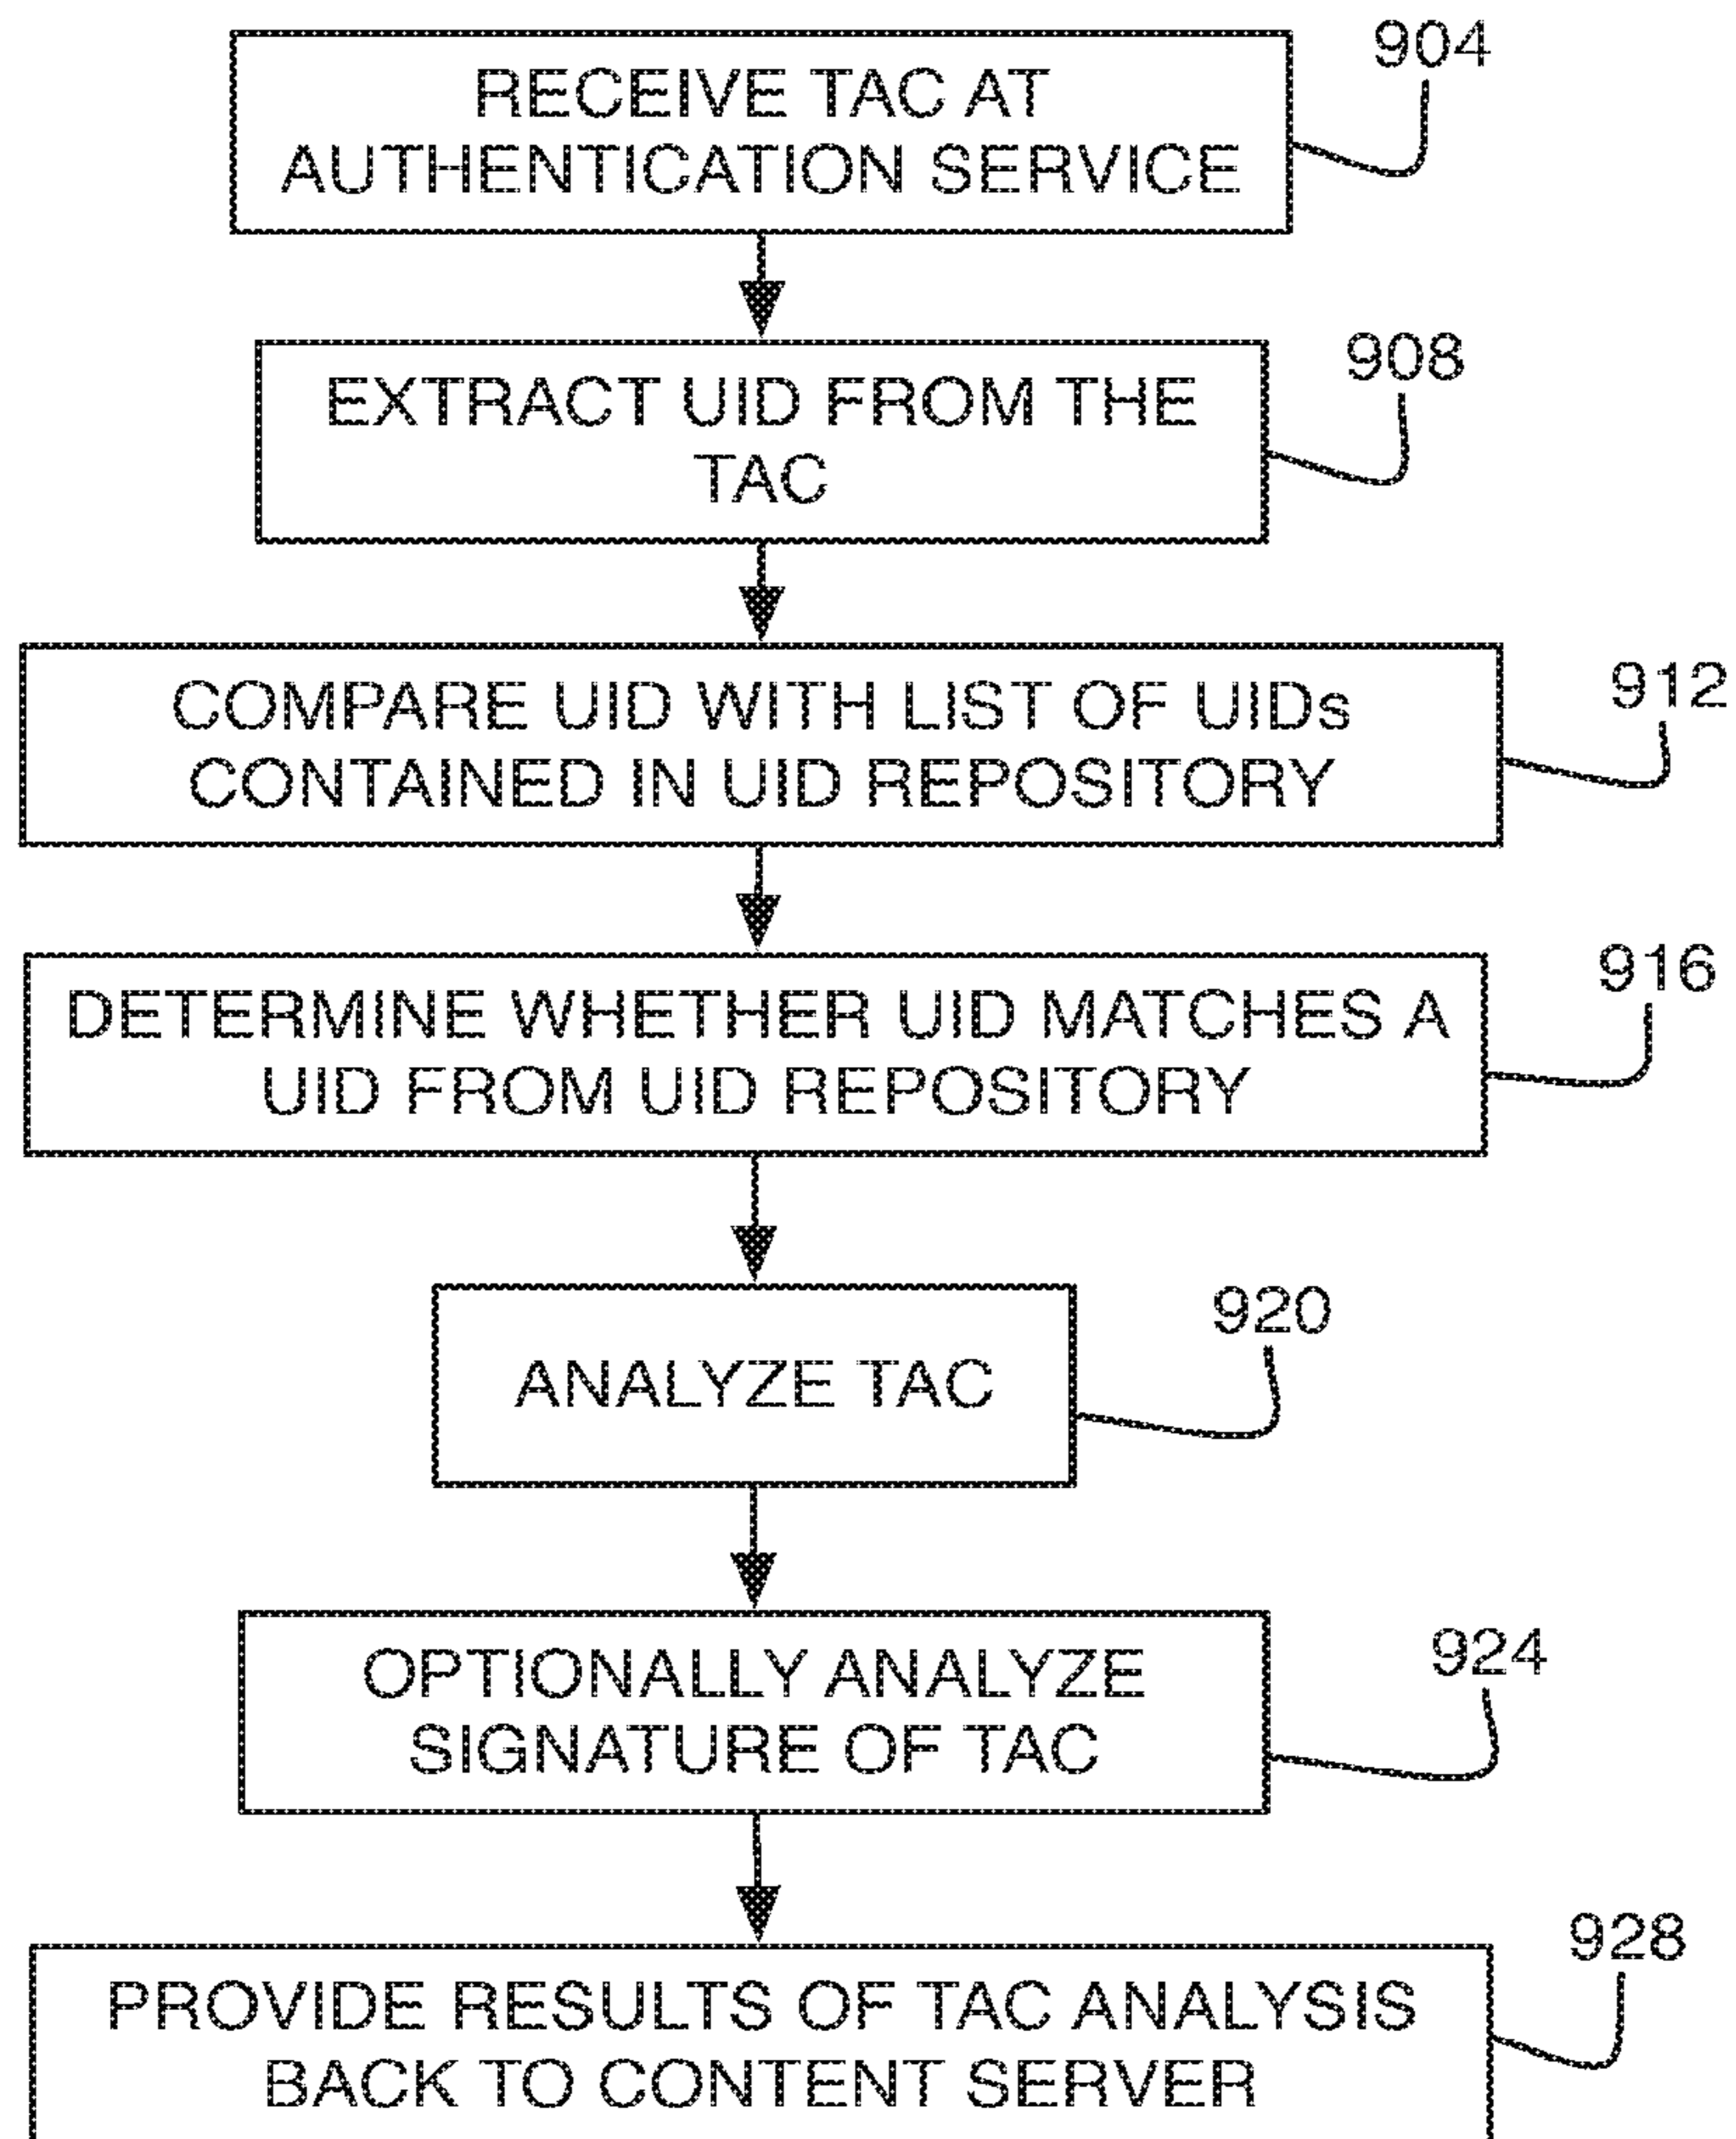 RECEIVE TAC AT
AUTHENTICATION SERVICE
904
EXTRACT UID FROM THE
TAC
908
COMPARE UID WITH LIST OF UIDs
CONTAINED IN UID REPOSITORY
912
DETERMINE WHETHER UID MATCHES A
UID FROM UID REPOSITORY
916
ANALYZE TAC
920
OPTIONALLY ANALYZE
SIGNATURE OF TAC
924
PROVIDE RESULTS OF TAC ANALYSIS
BACK TO CONTENT SERVER
928